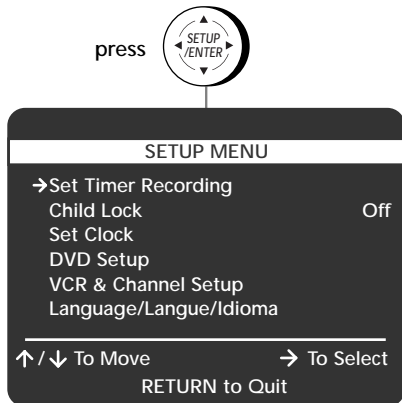 press
SETUP
/ENTER
SETUP MENU
→Set Timer Recording
Child Lock Off
Set Clock
DVD Setup
VCR & Channel Setup
Language/Langue/Idioma
↑/↓ To Move → To Select
RETURN to Quit